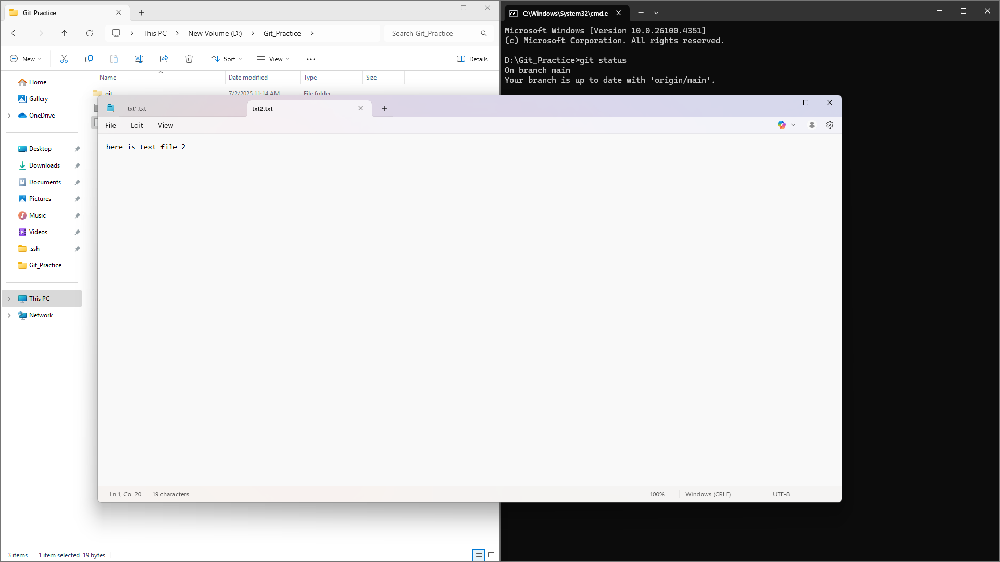 Git_Practice
This PC
New Volume (D:)
Git_Practice
Search Git_Practice
New
Sort
View
Details
Name
Date modified
Type
Size
Home
.git
7/2/2025 11:14 AM
File folder
Gallery
OneDrive
Desktop
Downloads
Documents
Pictures
Music
Videos
.ssh
Git_Practice
This PC
Network
3 items
1 item selected 19 bytes
C:\Windows\System32\cmd.e
Microsoft Windows [Version 10.0.26100.4351]
(c) Microsoft Corporation. All rights reserved.
D:\Git_Practice>git status
On branch main
Your branch is up to date with 'origin/main'.
txt1.txt
txt2.txt
File
Edit
View
here is text file 2
Ln 1, Col 20
19 characters
100%
Windows (CRLF)
UTF-8